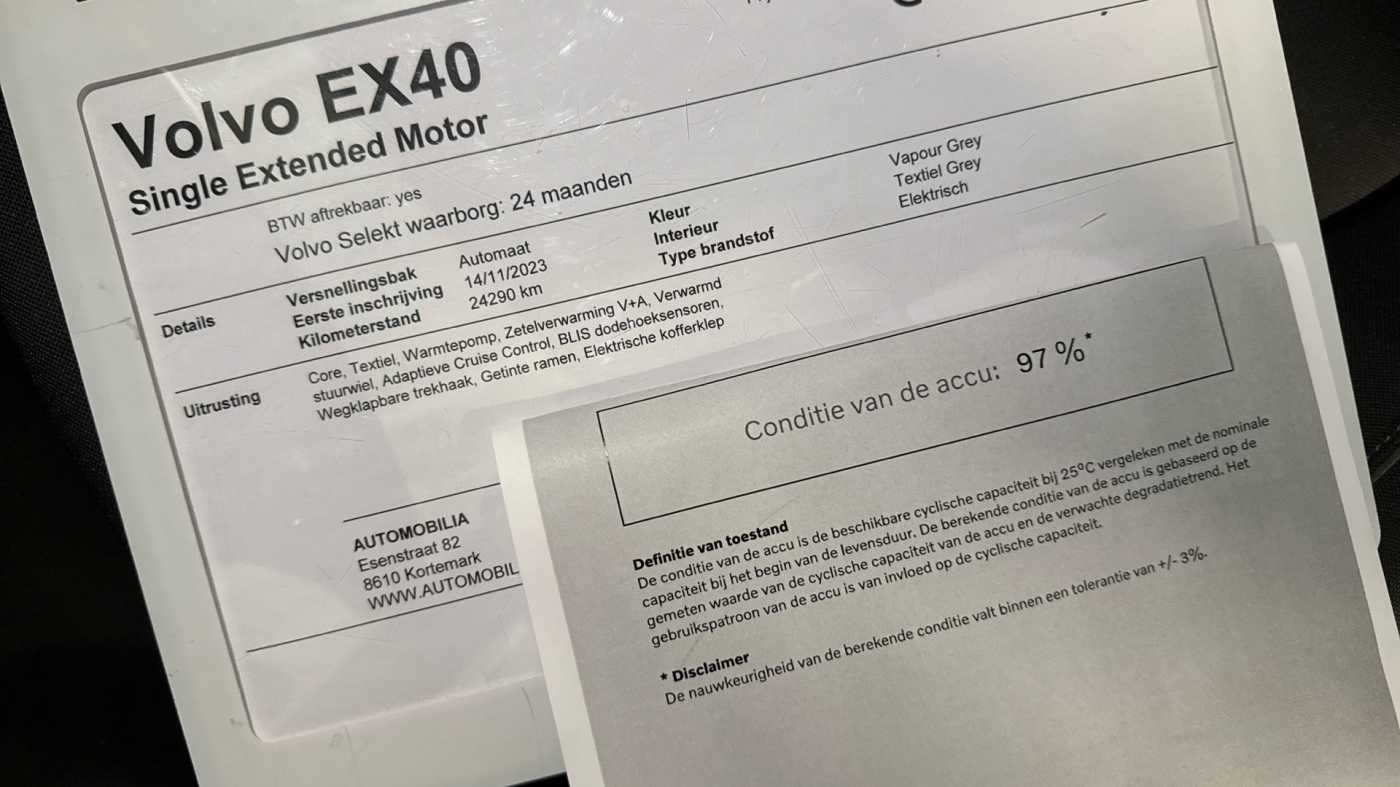 Volvo EX40
Single Extended Motor
BTW aftrekbaar: yes
Volvo Selekt waarborg: 24 maanden
Details
Versnellingsbak Automaat
Eerste inschrijving 14/11/2023
Kilometerstand 24290 km
Kleur Vapour Grey
Interieur Textiel Grey
Type brandstof Elektrisch
Uitrusting
Core, Textiel, Warmtepomp, Zetelverwarming V+A, Verwarmd
stuurwiel, Adaptieve Cruise Control, BLIS dodehoeksensoren,
Wegklapbare trekhaak, Getinte ramen, Elektrische kofferklep
AUTOMOBILIA
Esenstraat 82
8610 Kortemark
WWW.AUTOMOBIL
Conditie van de accu: 97 %*
Definitie van toestand
De conditie van de accu is de beschikbare cyclische capaciteit bij 25°C vergeleken met de nominale
capaciteit bij het begin van de levensduur. De berekende conditie van de accu is gebaseerd op de
gemeten waarde van de cyclische capaciteit van de accu en de verwachte degradatietrend. Het
gebruikspatroon van de accu is van invloed op de cyclische capaciteit.
* Disclaimer
De nauwkeurigheid van de berekende conditie valt binnen een tolerantie van +/- 3%.